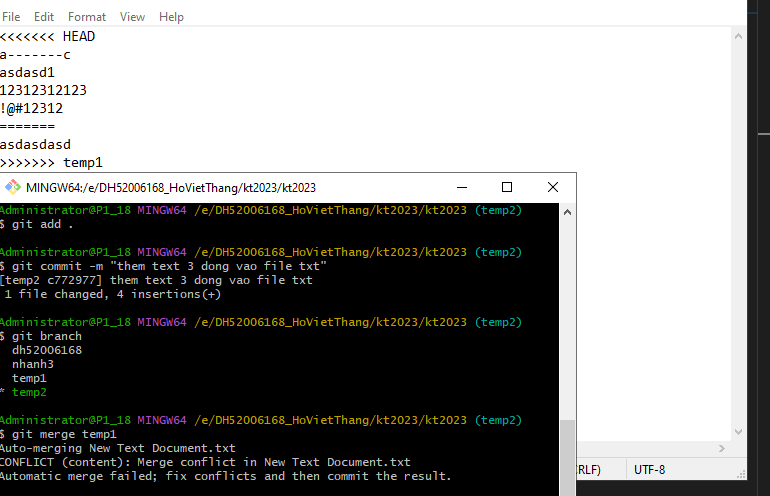 File Edit Format View Help
<<<<<<< HEAD
a-------c
asdasd1
12312312123
!@#12312
=======
asdasdasd
>>>>>>> temp1
MINGW64:/e/DH52006168_HoVietThang/kt2023/kt2023
Administrator@P1_18 MINGW64 /e/DH52006168_HoVietThang/kt2023/kt2023 (temp2)
$ git add .
Administrator@P1_18 MINGW64 /e/DH52006168_HoVietThang/kt2023/kt2023 (temp2)
$ git commit -m "them text 3 dong vao file txt"
[temp2 c772977] them text 3 dong vao file txt
1 file changed, 4 insertions(+)
Administrator@P1_18 MINGW64 /e/DH52006168_HoVietThang/kt2023/kt2023 (temp2)
$ git branch
dh52006168
nhanh3
temp1
* temp2
Administrator@P1_18 MINGW64 /e/DH52006168_HoVietThang/kt2023/kt2023 (temp2)
$ git merge temp1
Auto-merging New Text Document.txt
CONFLICT (content): Merge conflict in New Text Document.txt
Automatic merge failed; fix conflicts and then commit the result.
RLF) UTF-8